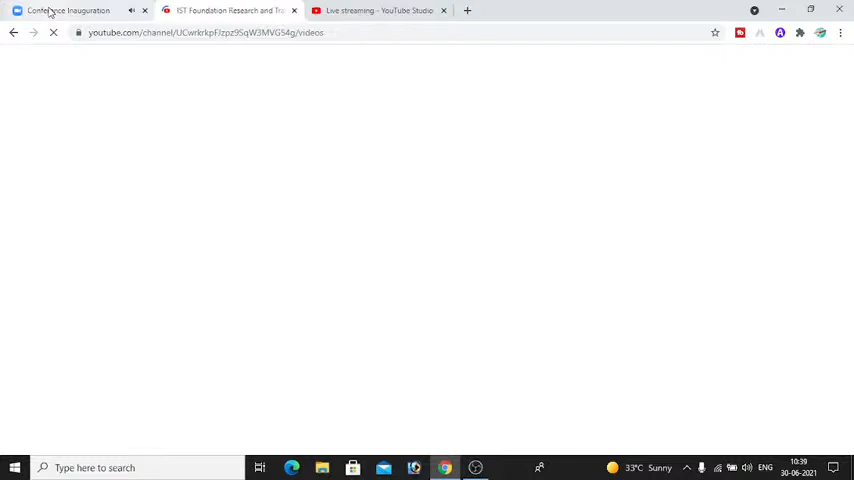 Conference Inauguration
IST Foundation Research and Tra
Live streaming - YouTube Studio
youtube.com/channel/UCwrkrkpFJzpz9SqW3MVG54g/videos
A
Type here to search
33°C Sunny
ENG
10:39
30-06-2021